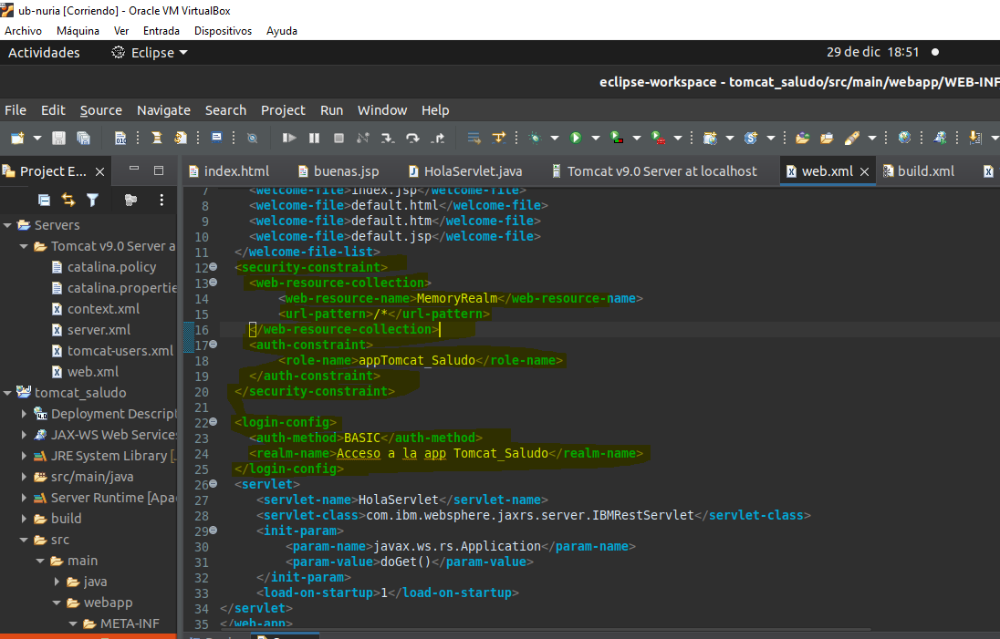 ub-nuria [Corriendo] - Oracle VM VirtualBox
Archivo Máquina Ver Entrada Dispositivos Ayuda
Actividades Eclipse 29 de dic 18:51
eclipse-workspace - tomcat_saludo/src/main/webapp/WEB-INF
File Edit Source Navigate Search Project Run Window Help
Project E...
index.html buenas.jsp HolaServlet.java Tomcat v9.0 Server at localhost web.xml build.xml
Servers
Tomcat v9.0 Server a
catalina.policy
catalina.propertie
context.xml
server.xml
tomcat-users.xml
web.xml
tomcat_saludo
Deployment Descript
JAX-WS Web Services
JRE System Library [
src/main/java
Server Runtime [Apa
build
src
main
java
webapp
META-INF
7 <welcome-file>index.jsp</welcome-file>
8 <welcome-file>default.html</welcome-file>
9 <welcome-file>default.htm</welcome-file>
10 <welcome-file>default.jsp</welcome-file>
11 </welcome-file-list>
12 <security-constraint>
13 <web-resource-collection>
14 <web-resource-name>MemoryRealm</web-resource-name>
15 <url-pattern>/*</url-pattern>
16 </web-resource-collection>
17 <auth-constraint>
18 <role-name>appTomcat_Saludo</role-name>
19 </auth-constraint>
20 </security-constraint>
21
22 <login-config>
23 <auth-method>BASIC</auth-method>
24 <realm-name>Acceso a la app Tomcat_Saludo</realm-name>
25 </login-config>
26 <servlet>
27 <servlet-name>HolaServlet</servlet-name>
28 <servlet-class>com.ibm.websphere.jaxrs.server.IBMRestServlet</servlet-class>
29 <init-param>
30 <param-name>javax.ws.rs.Application</param-name>
31 <param-value>doGet()</param-value>
32 </init-param>
33 <load-on-startup>1</load-on-startup>
34 </servlet>
35 </web-app>